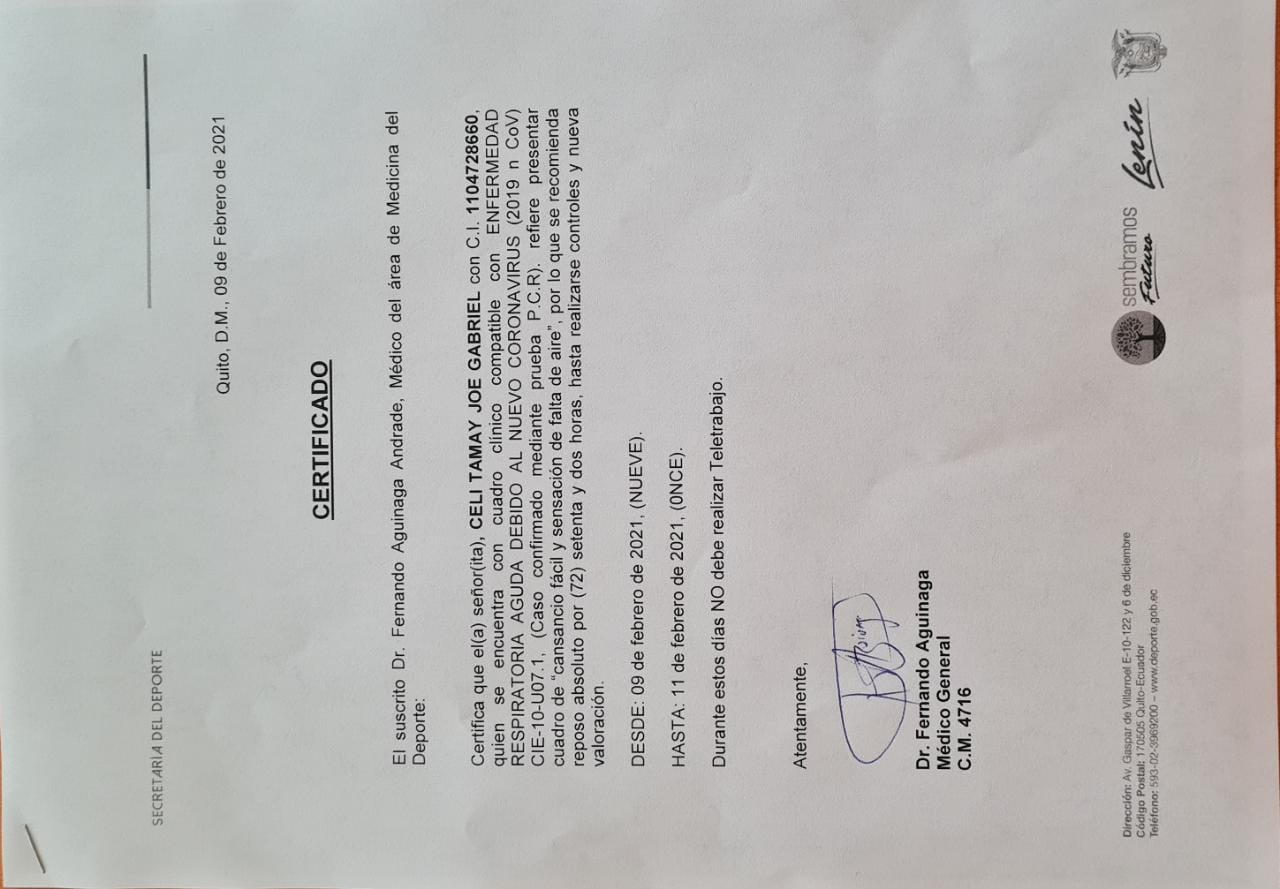 SECRETARÍA DEL DEPORTE
Quito, D.M., 09 de Febrero de 2021
CERTIFICADO
El suscrito Dr. Fernando Aguinaga Andrade, Médico del área de Medicina del
Deporte:
Certifica que el(a) señor(ita), CELI TAMAY JOE GABRIEL con C.I. 1104728660,
quien se encuentra con cuadro clínico compatible con ENFERMEDAD
RESPIRATORIA AGUDA DEBIDO AL NUEVO CORONAVIRUS (2019 n CoV)
CIE-10-U07.1, (Caso confirmado mediante prueba P.C.R). refiere presentar
cuadro de “cansancio fácil y sensación de falta de aire”, por lo que se recomienda
reposo absoluto por (72) setenta y dos horas, hasta realizarse controles y nueva
valoración.
DESDE: 09 de febrero de 2021, (NUEVE).
HASTA: 11 de febrero de 2021, (0NCE).
Durante estos días NO debe realizar Teletrabajo.
Atentamente,
Dr. Fernando Aguinaga
Médico General
C.M. 4716
Dirección: Av. Gaspar de Villarroel E-10-122 y 6 de diciembre
Código Postal: 170505 Quito-Ecuador
Teléfono: 593-02-3969200 – www.deporte.gob.ec
sembramos
Futuro
Lenín